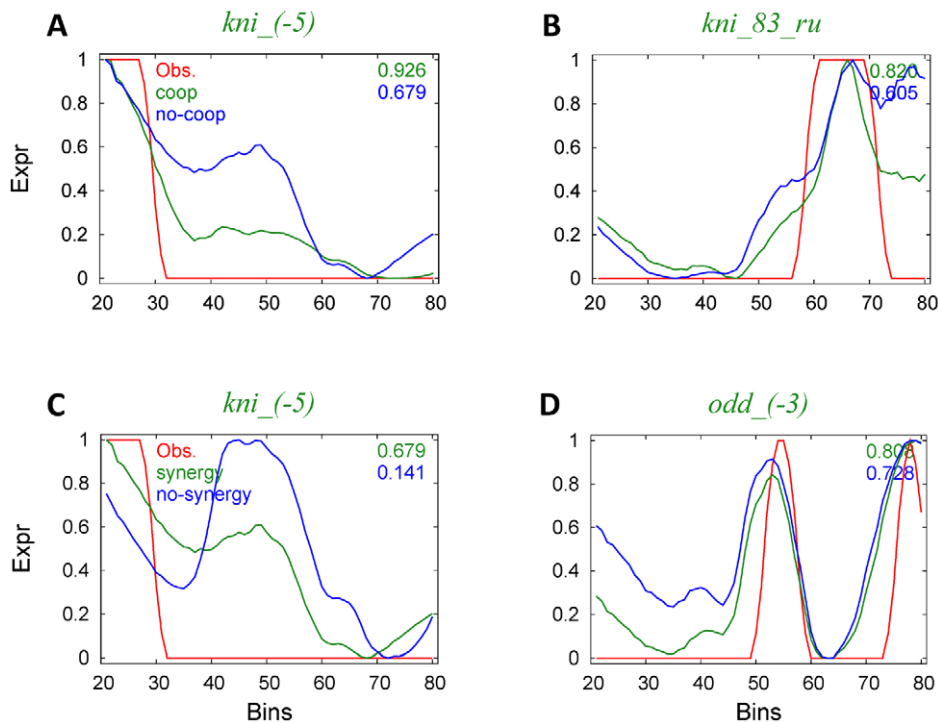 A
kni_(-5)
B
kni_83_ru
Expr
1
0.8
0.6
0.4
0.2
0
Obs.
coop
no-coop
0.926
0.679
20 30 40 50 60 70 80
Bins
1
0.8
0.6
0.4
0.2
0
0.820
0.605
20 30 40 50 60 70 80
Bins
C
kni_(-5)
D
odd_(-3)
Expr
1
0.8
0.6
0.4
0.2
0
Obs.
synergy
no-synergy
0.679
0.141
20 30 40 50 60 70 80
Bins
1
0.8
0.6
0.4
0.2
0
0.808
0.728
20 30 40 50 60 70 80
Bins